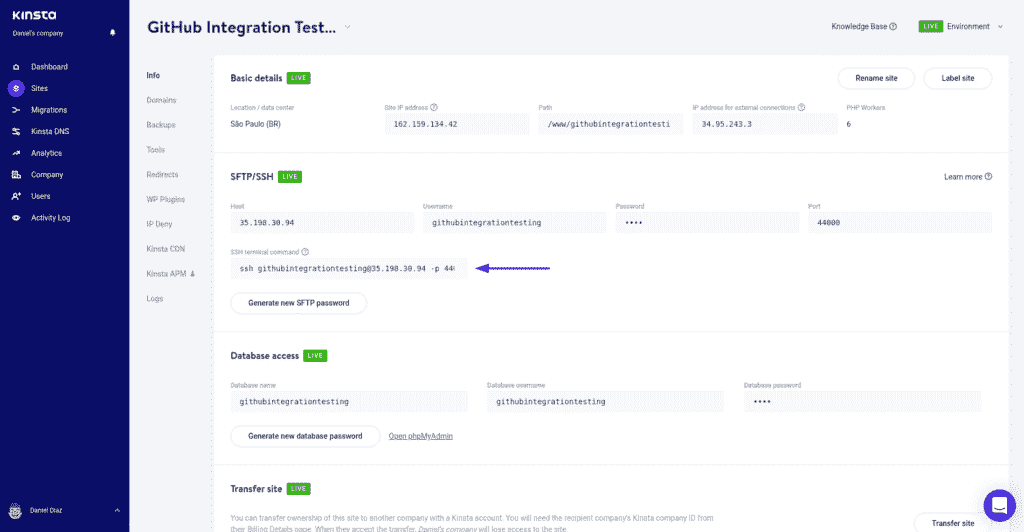 KINSTA
Daniel's company
Dashboard
Sites
Migrations
Kinsta DNS
Analytics
Company
Users
Activity Log
Daniel Diaz
GitHub Integration Test...
Knowledge Base
LIVE Environment
Info
Domains
Backups
Tools
Redirects
WP Plugins
IP Deny
Kinsta CDN
Kinsta APM
Logs
Basic details LIVE
Rename site
Label site
Location / data center
São Paulo (BR)
Site IP address
162.159.134.42
Path
/www/githubintegrationtesti
IP address for external connections
34.95.243.3
PHP Workers
6
SFTP/SSH LIVE
Learn more
Host
35.198.30.94
Username
githubintegrationtesting
Password
••••
Port
44000
SSH terminal command
ssh githubintegrationtesting@35.198.30.94 -p 44
Generate new SFTP password
Database access LIVE
Database name
githubintegrationtesting
Database username
githubintegrationtesting
Database password
••••
Generate new database password
Open phpMyAdmin
Transfer site LIVE
You can transfer ownership of this site to another company with a Kinsta account. You will need the recipient company's Kinsta company ID from
their Billing Details page. When they accept the transfer, Daniel's company will lose access to the site.
Transfer site